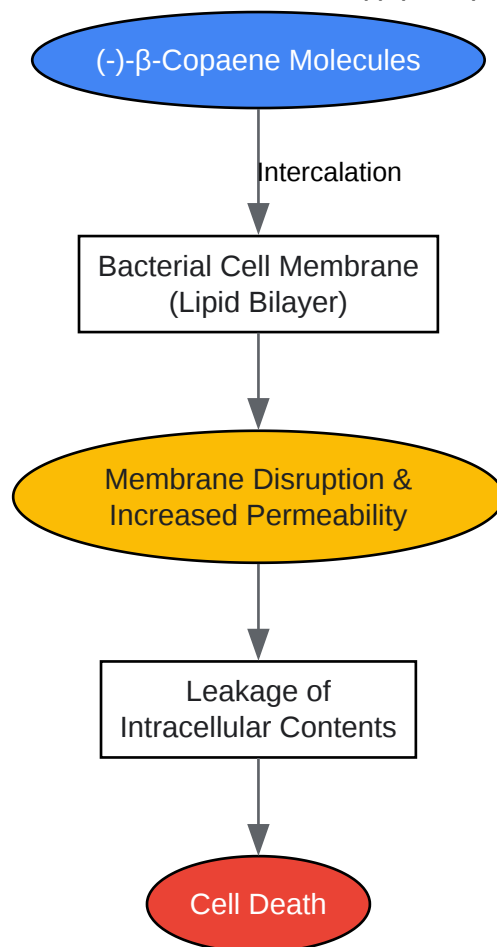 (-)-β-Copaene Molecules
Intercalation
Bacterial Cell Membrane
(Lipid Bilayer)
Membrane Disruption &
Increased Permeability
Leakage of
Intracellular Contents
Cell Death